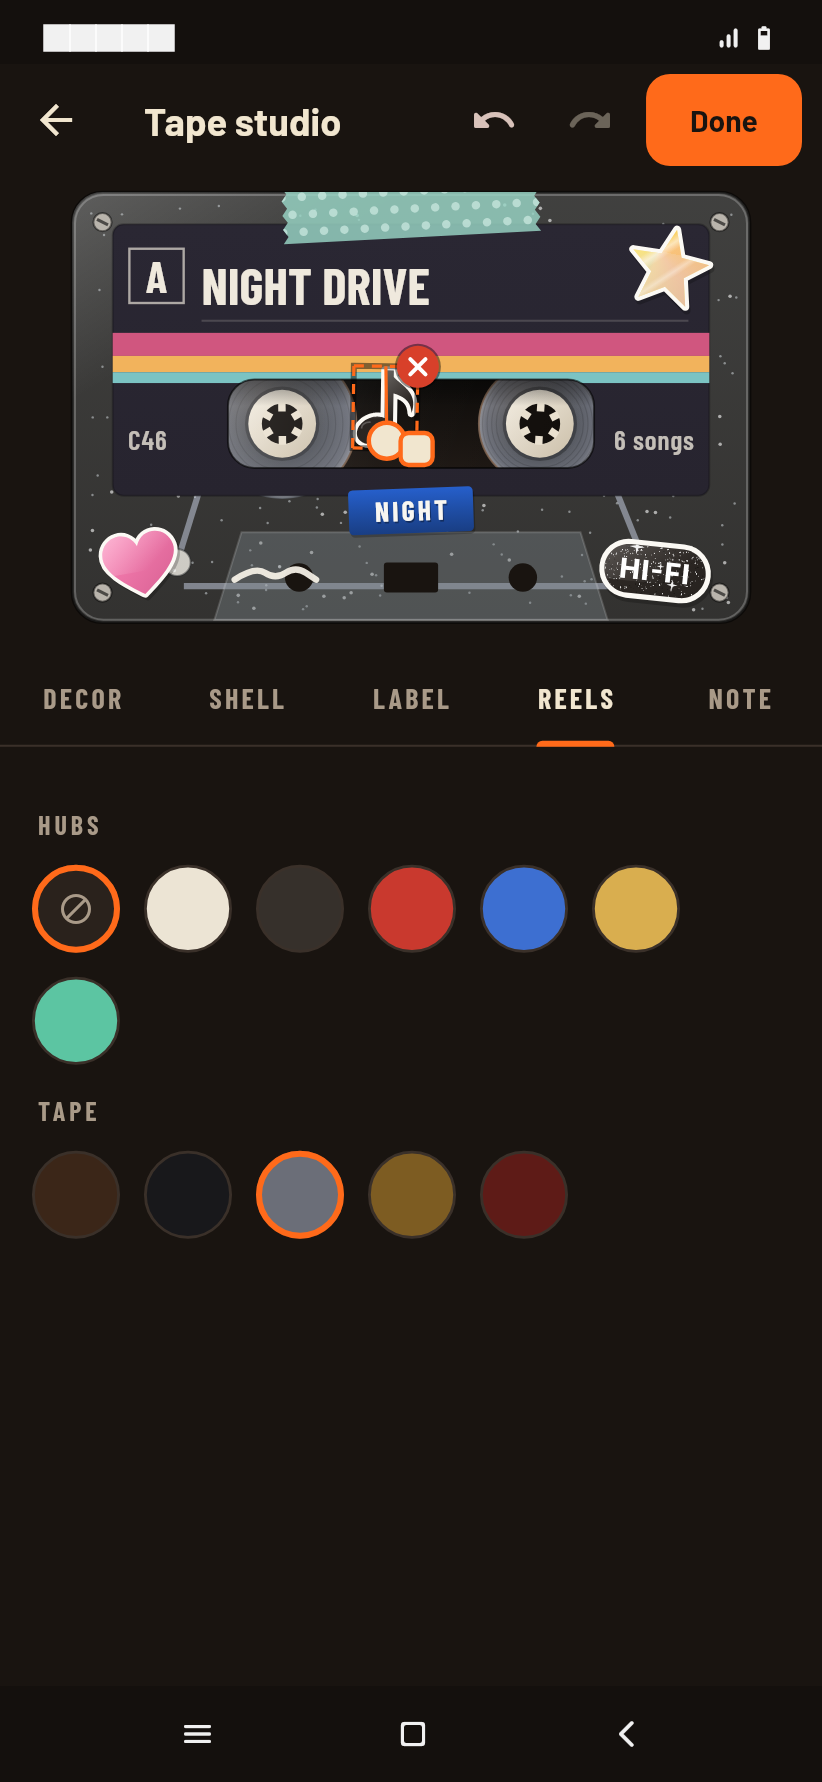 Tape studio
Done
A
NIGHT DRIVE
C46
6 songs
NIGHT
HI-FI
DECOR
SHELL
LABEL
REELS
NOTE
HUBS
TAPE